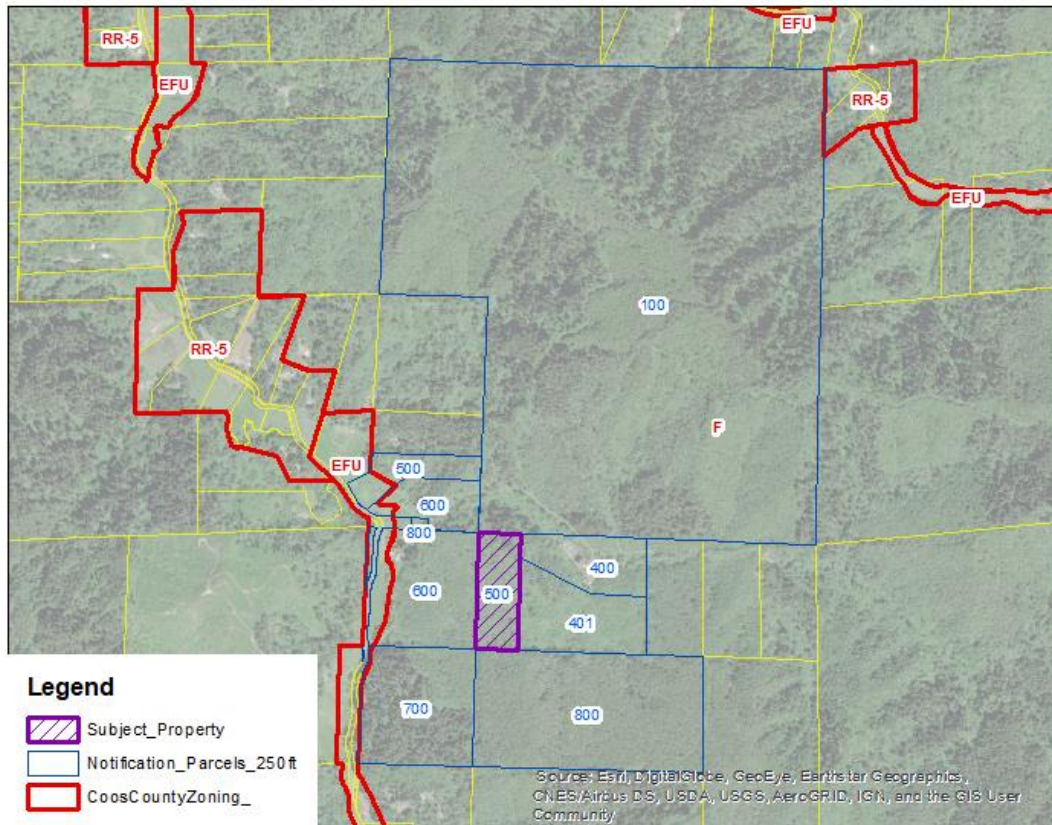 RR-5
EFU
EFU
RR-5
EFU
100
RR-5
F
EFU
500
600
800
400
600
500
401
700
800
Legend
Subject_Property
Notification_Parcels_250ft
CoosCountyZoning_
Source: Esri, DigitalGlobe, GeoEye, Earthstar Geographics,
CNES/Airbus DS, USDA, USGS, AeroGRID, IGN, and the GIS User
Community